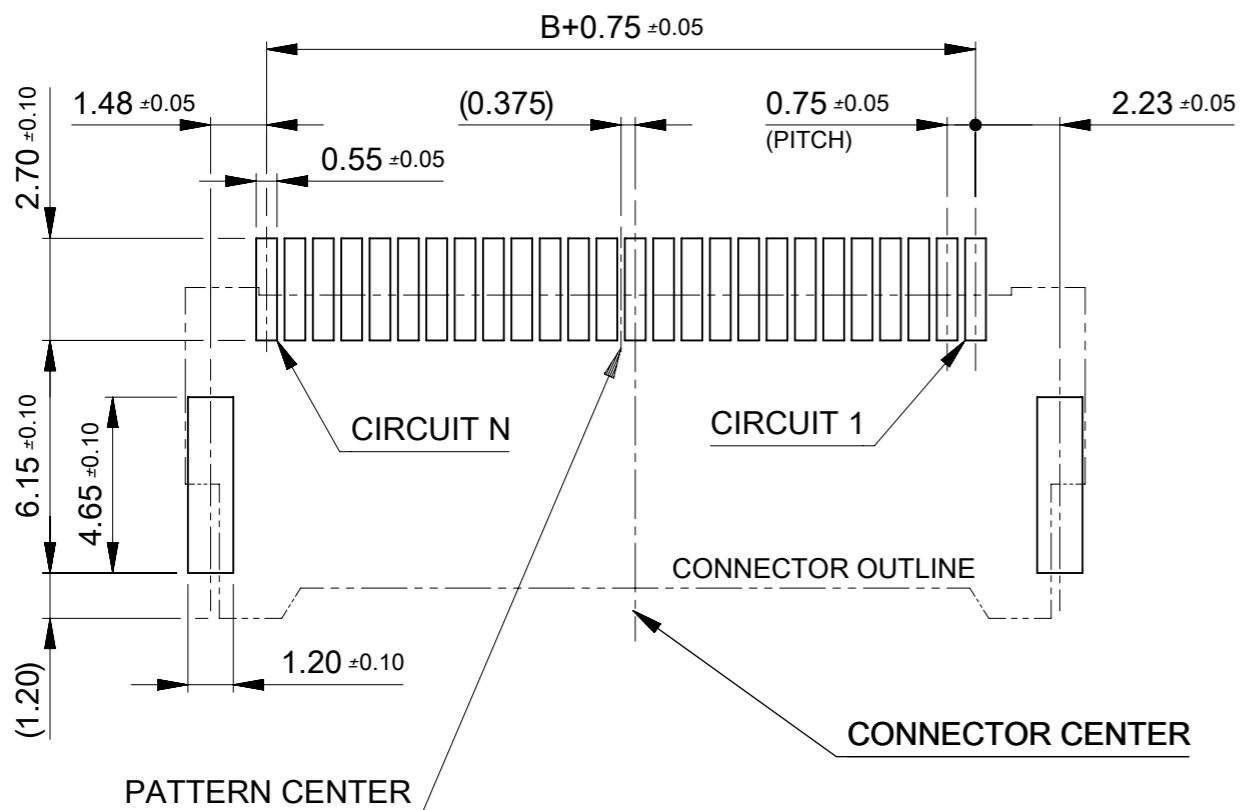 B+0.75 ±0.05
1.48 ±0.05
(0.375)
0.75 ±0.05
(PITCH)
2.23 ±0.05
2.70 ±0.10
0.55 ±0.05
CIRCUIT N
CIRCUIT 1
6.15 ±0.10
4.65 ±0.10
CONNECTOR OUTLINE
(1.20)
1.20 ±0.10
CONNECTOR CENTER
PATTERN CENTER